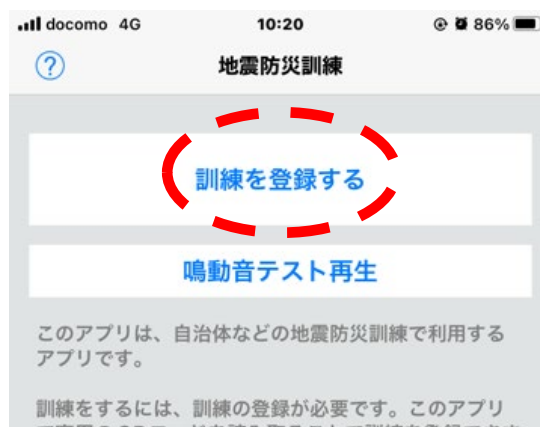 docomo 4G 10:20 86%
? 地震防災訓練
訓練を登録する
鳴動音テスト再生
このアプリは、自治体などの地震防災訓練で利用する
アプリです。
訓練をするには、訓練の登録が必要です。このアプリ